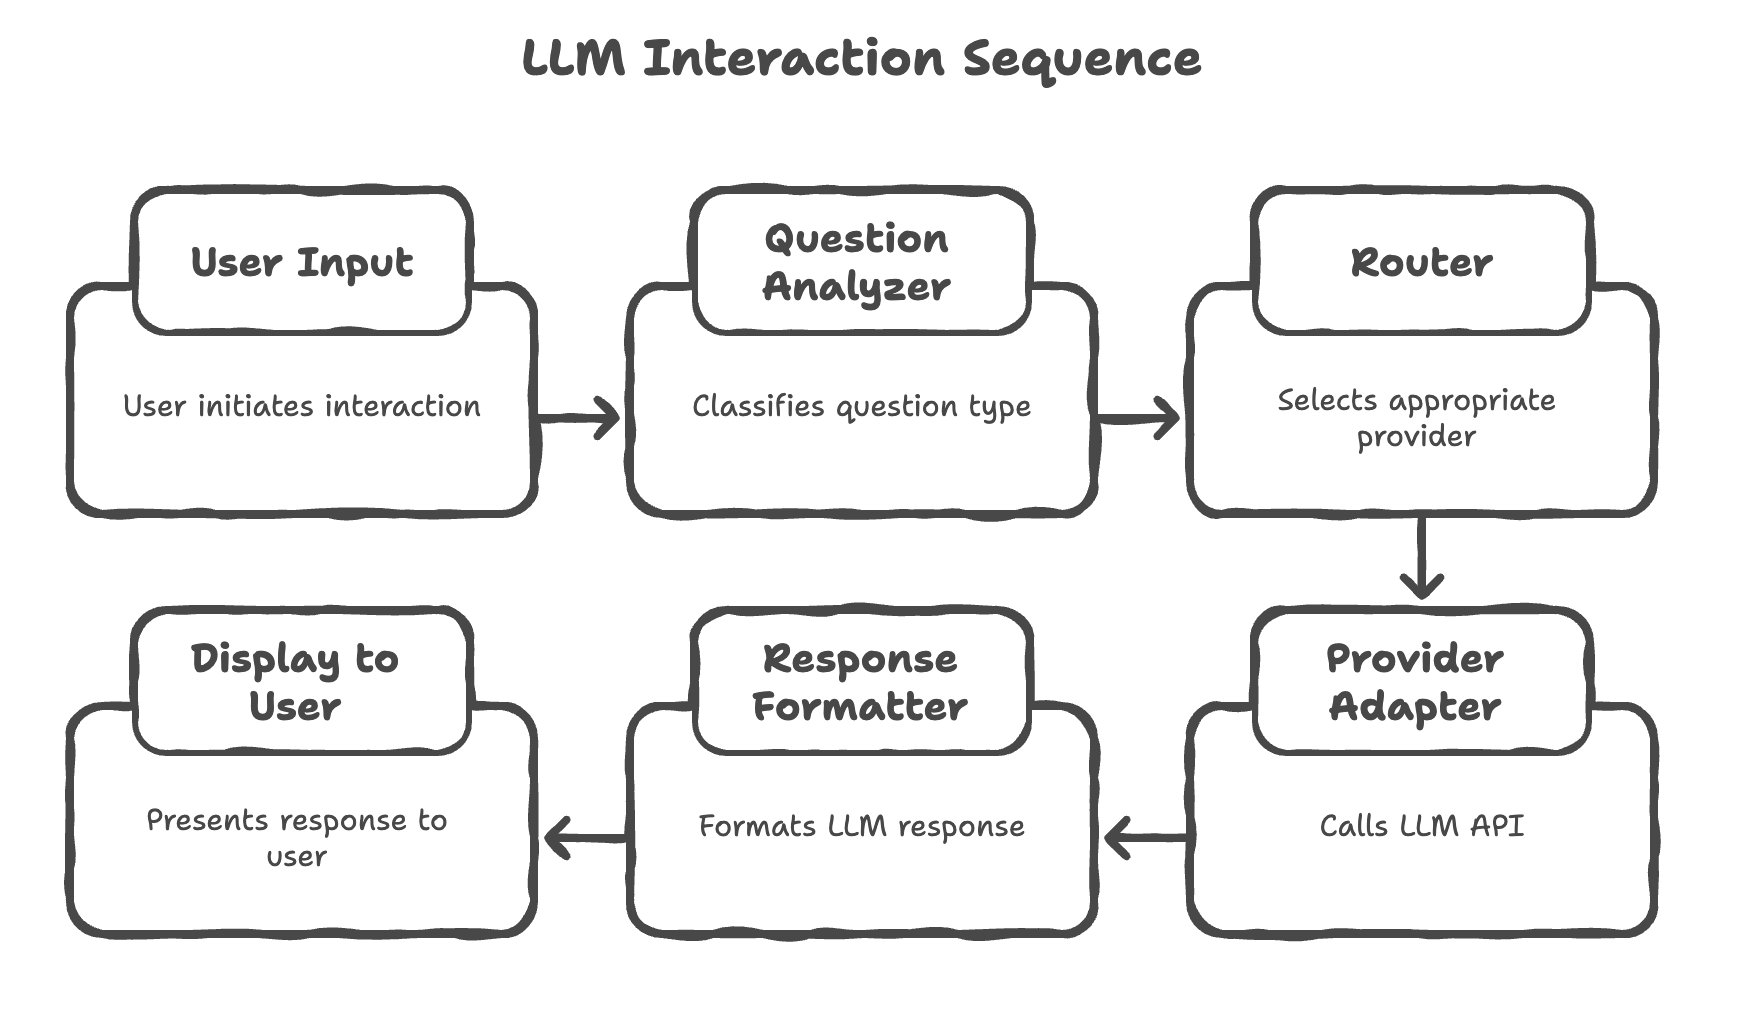 LLM Interaction Sequence
User Input
User initiates interaction
Question
Analyzer
Classifies question type
Router
Selects appropriate
provider
Provider
Adapter
Calls LLM API
Response
Formatter
Formats LLM response
Display to
User
Presents response to
user